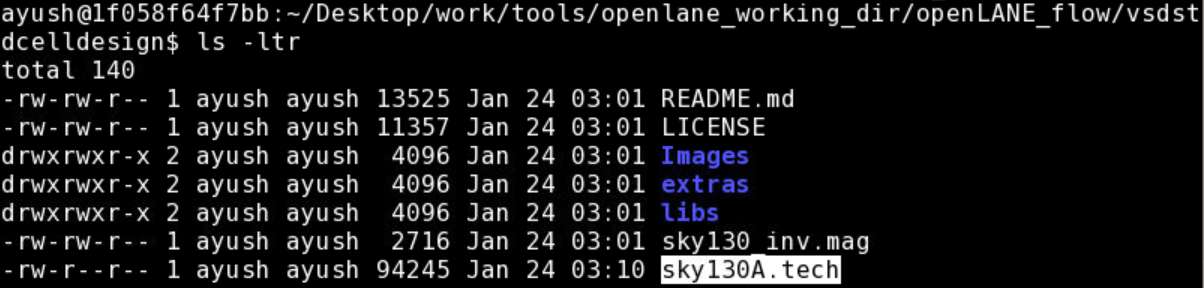 ayush@1f058f64f7bb:~/Desktop/work/tools/openlane_working_dir/openLANE_flow/vsdst
dcelldesign$ ls -ltr
total 140
-rw-rw-r-- 1 ayush ayush 13525 Jan 24 03:01 README.md
-rw-rw-r-- 1 ayush ayush 11357 Jan 24 03:01 LICENSE
drwxrwxr-x 2 ayush ayush  4096 Jan 24 03:01 Images
drwxrwxr-x 2 ayush ayush  4096 Jan 24 03:01 extras
drwxrwxr-x 2 ayush ayush  4096 Jan 24 03:01 libs
-rw-rw-r-- 1 ayush ayush  2716 Jan 24 03:01 sky130_inv.mag
-rw-r--r-- 1 ayush ayush 94245 Jan 24 03:10 sky130A.tech